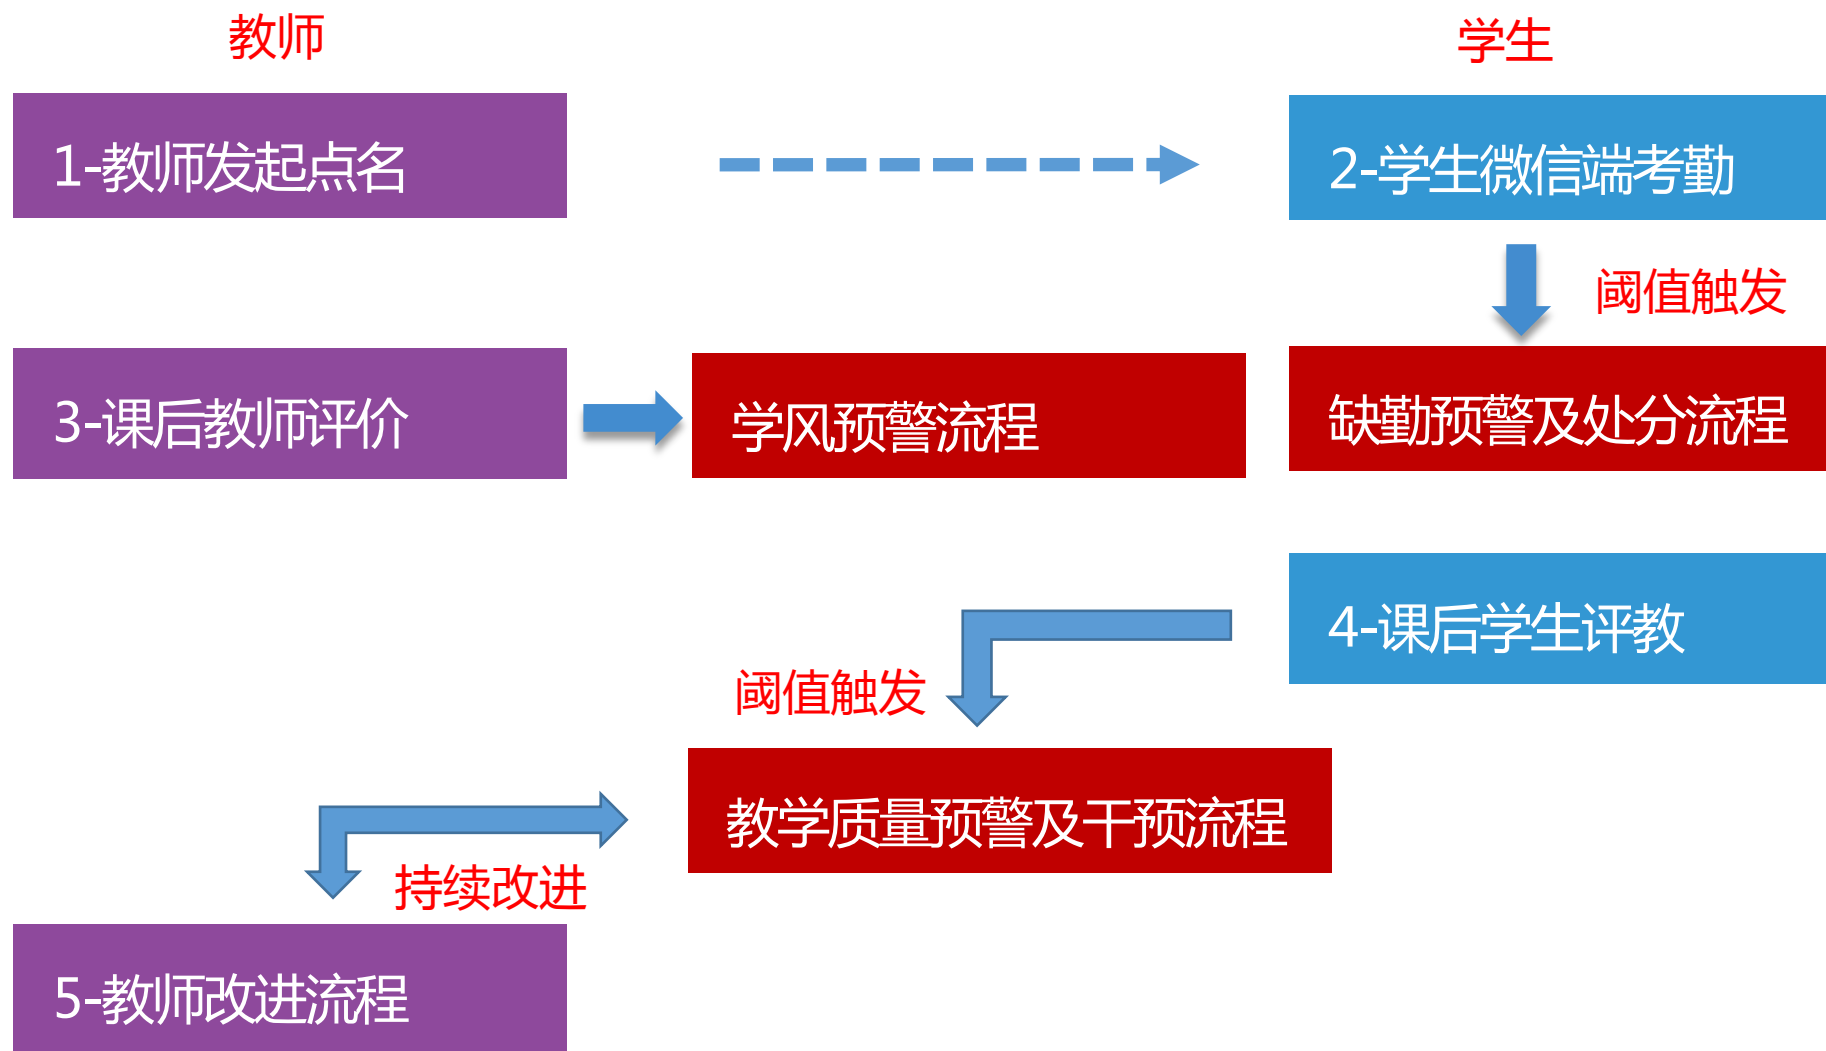 教师
学生
1-教师发起点名
2-学生微信端考勤
阈值触发
3-课后教师评价
学风预警流程
缺勤预警及处分流程
4-课后学生评教
阈值触发
教学质量预警及干预流程
持续改进
5-教师改进流程